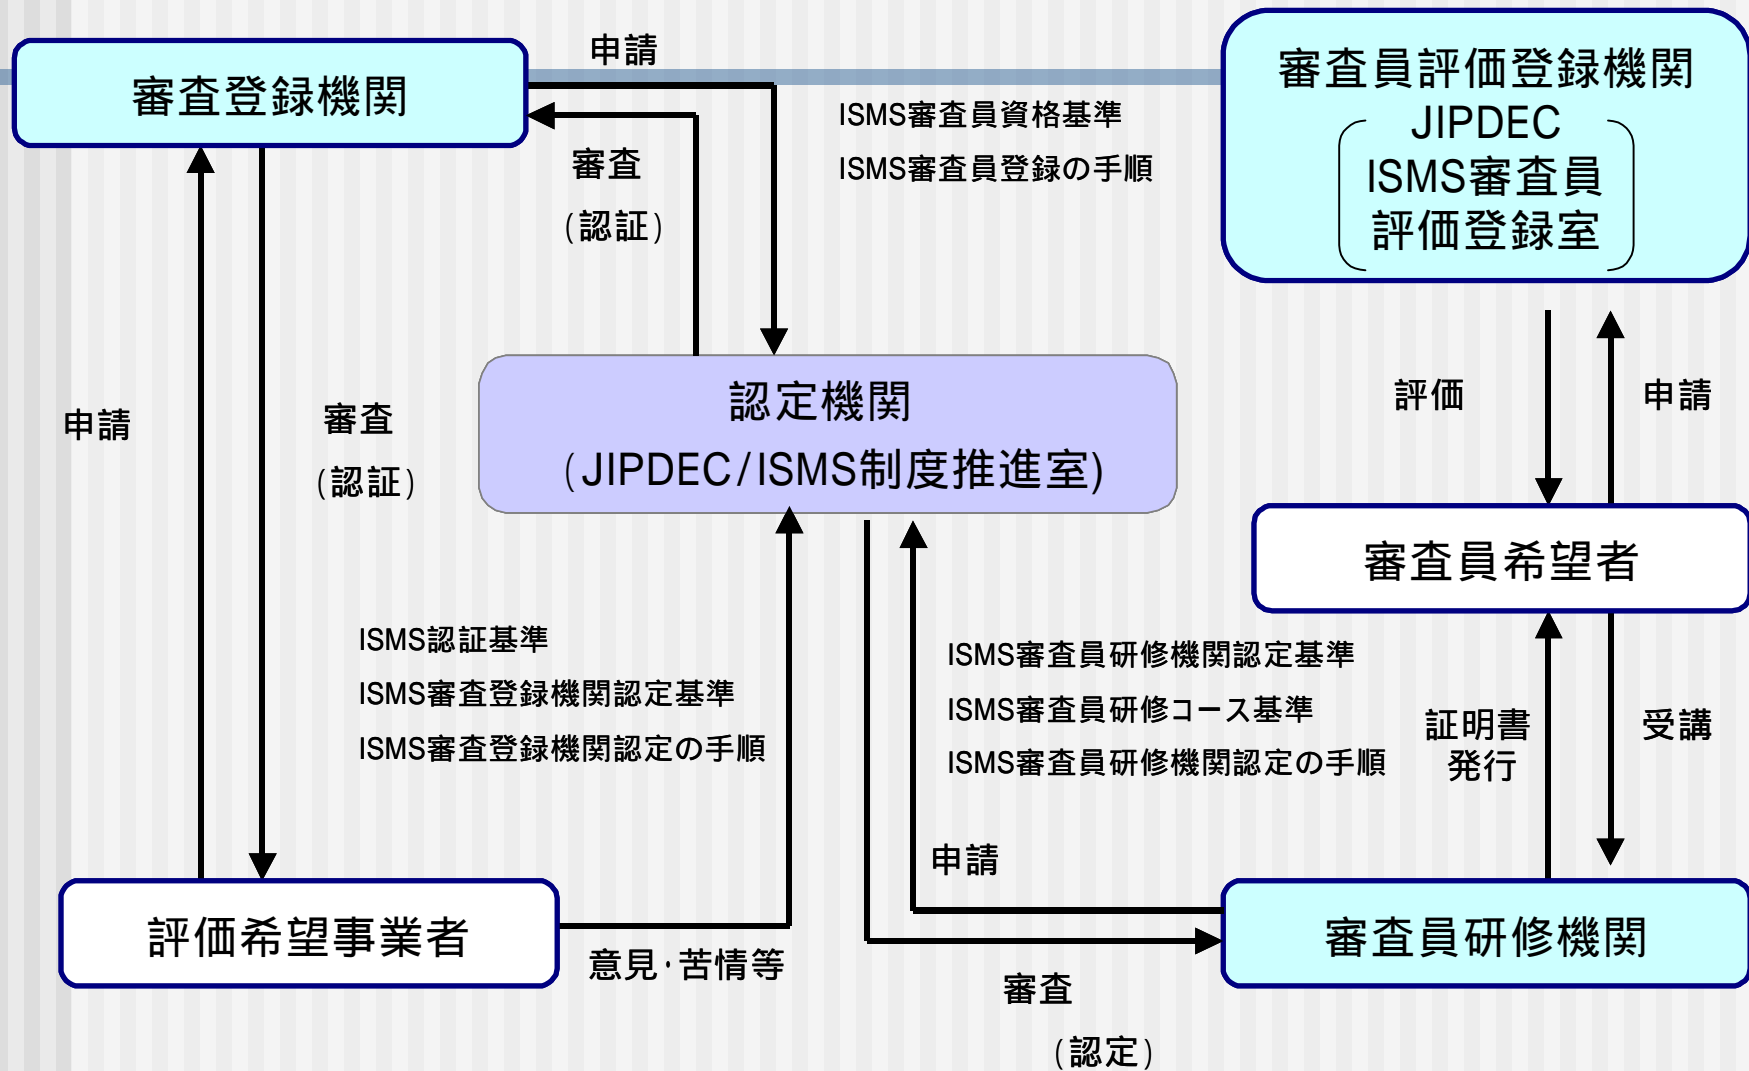 審査登録機関
申請
審査
(認証)
ISMS審査員資格基準
ISMS審査員登録の手順
審査員評価登録機関
JIPDEC
ISMS審査員
評価登録室
申請
審査
(認証)
認定機関
(JIPDEC/ISMS制度推進室)
評価
申請
審査員希望者
ISMS認証基準
ISMS審査登録機関認定基準
ISMS審査登録機関認定の手順
ISMS審査員研修機関認定基準
ISMS審査員研修コース基準
ISMS審査員研修機関認定の手順
証明書
発行
受講
評価希望事業者
意見・苦情等
申請
審査
(認定)
審査員研修機関